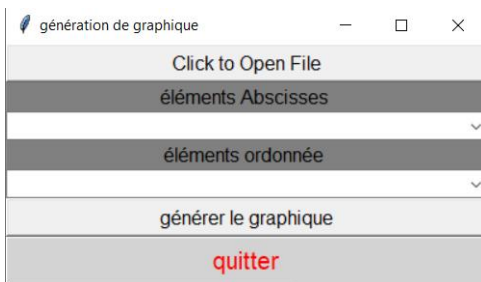 génération de graphique
Click to Open File
éléments Abscisses
éléments ordonnée
générer le graphique
quitter